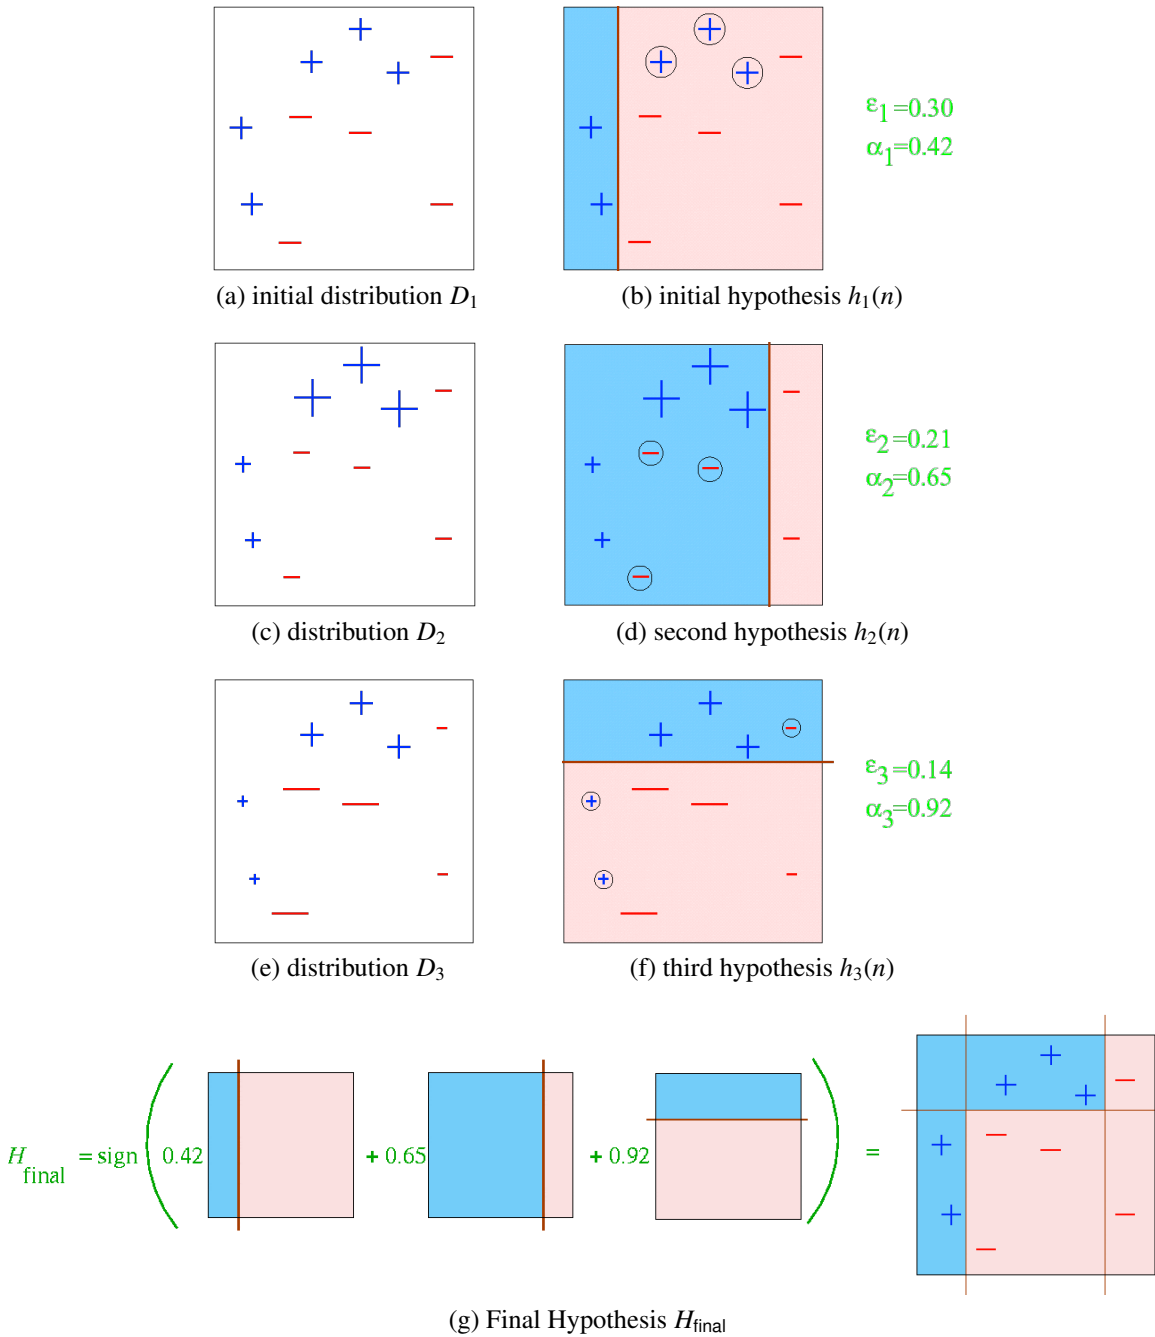 ε1=0.30
α1=0.42
(a) initial distribution D1
(b) initial hypothesis h1(n)
ε2=0.21
α2=0.65
(c) distribution D2
(d) second hypothesis h2(n)
ε3=0.14
α3=0.92
(e) distribution D3
(f) third hypothesis h3(n)
H final = sign ( 0.42 + 0.65 + 0.92 ) =
(g) Final Hypothesis Hfinal